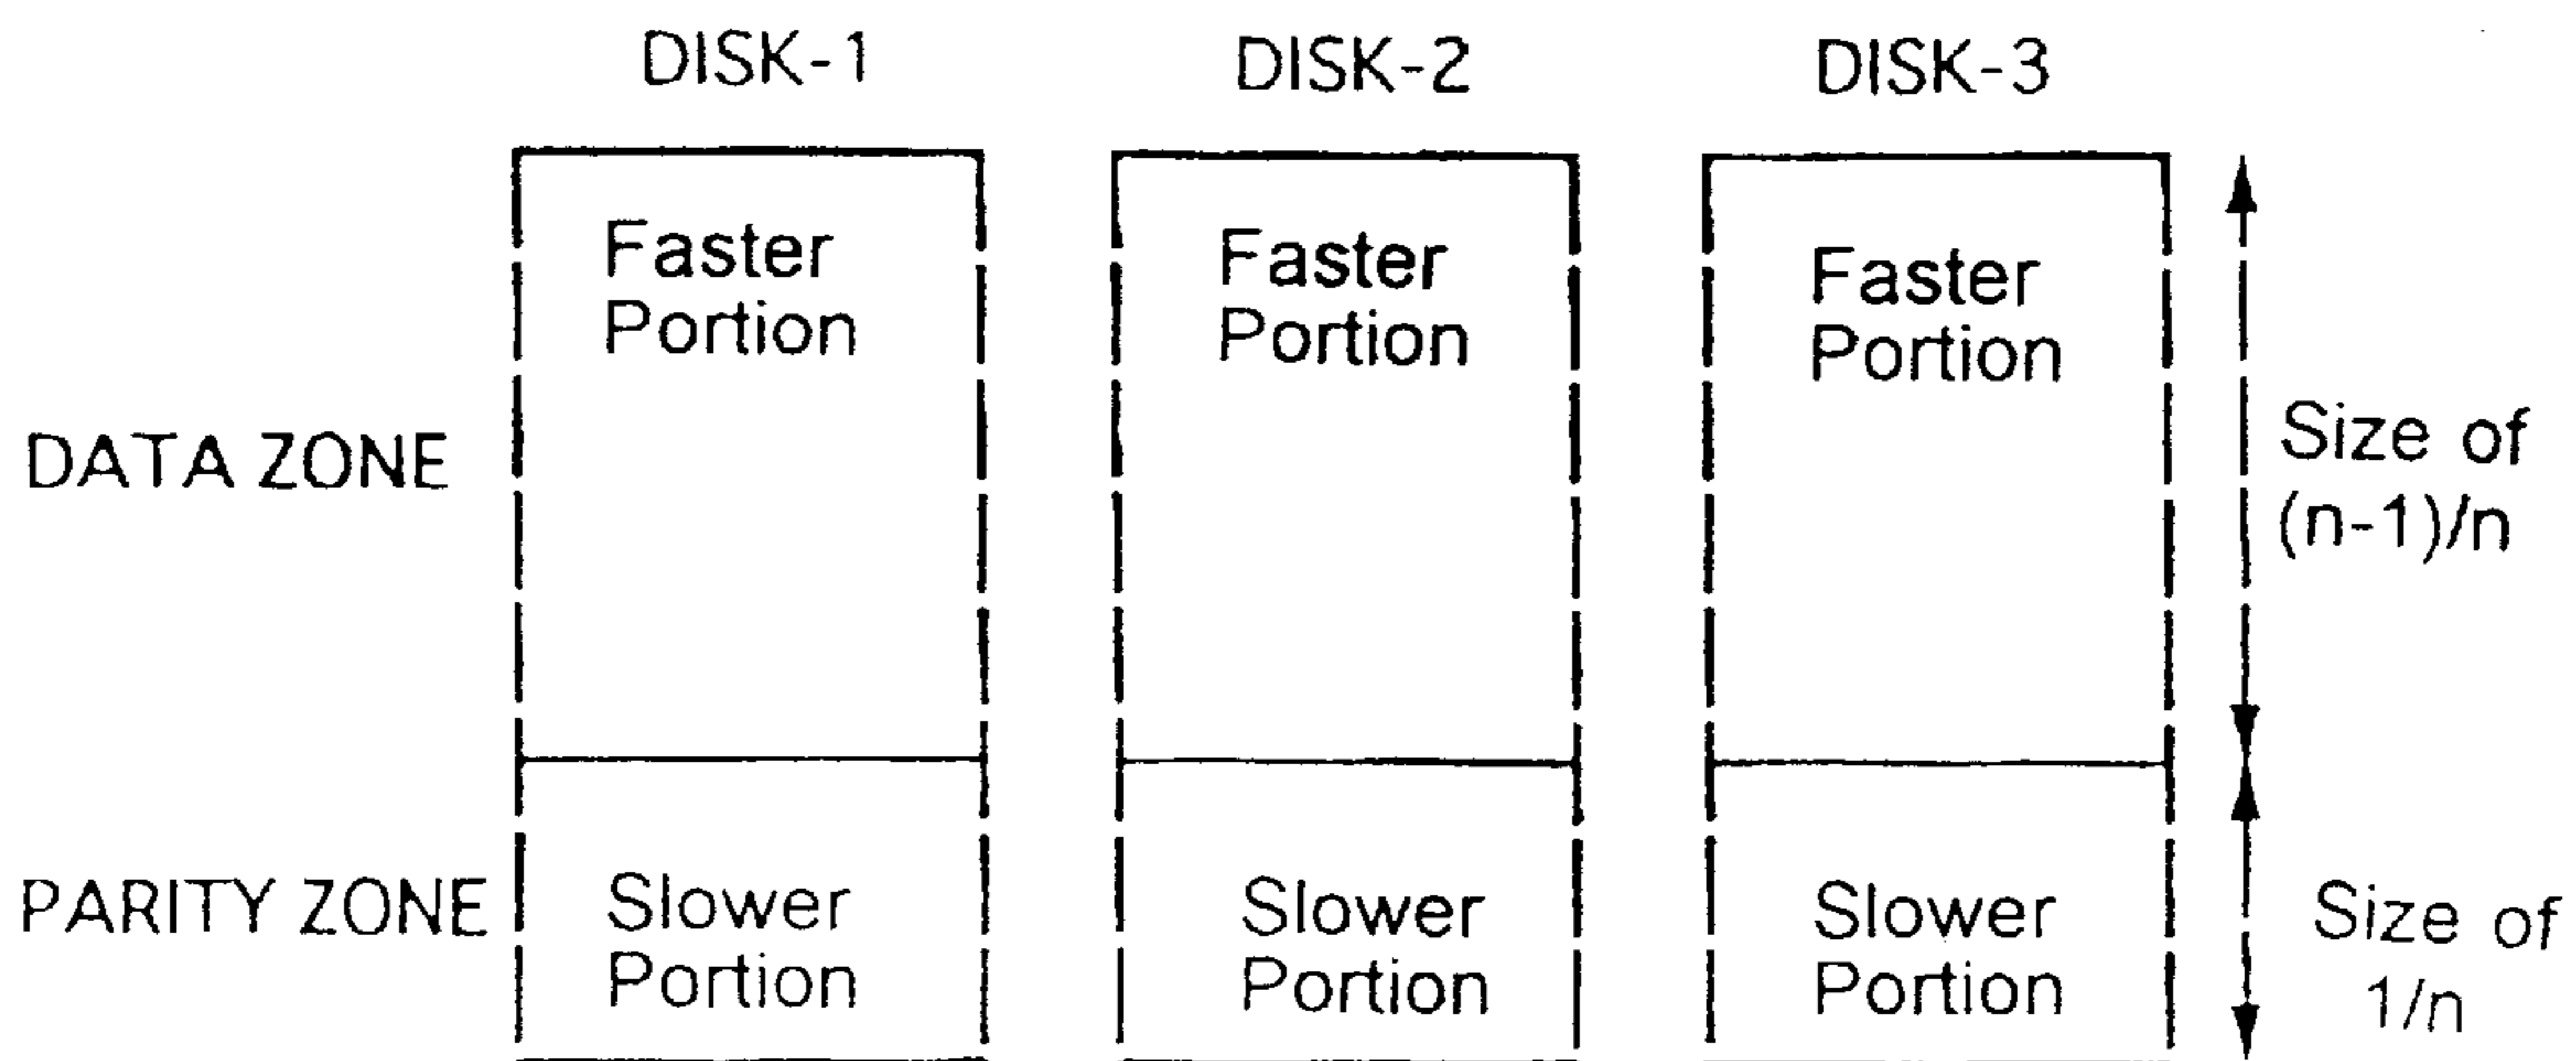 DISK-1
DISK-2
DISK-3
Faster
Portion
Faster
Portion
Faster
Portion
DATA ZONE
Size of
(n-1)/n
PARITY ZONE
Slower
Portion
Slower
Portion
Slower
Portion
Size of
1/n